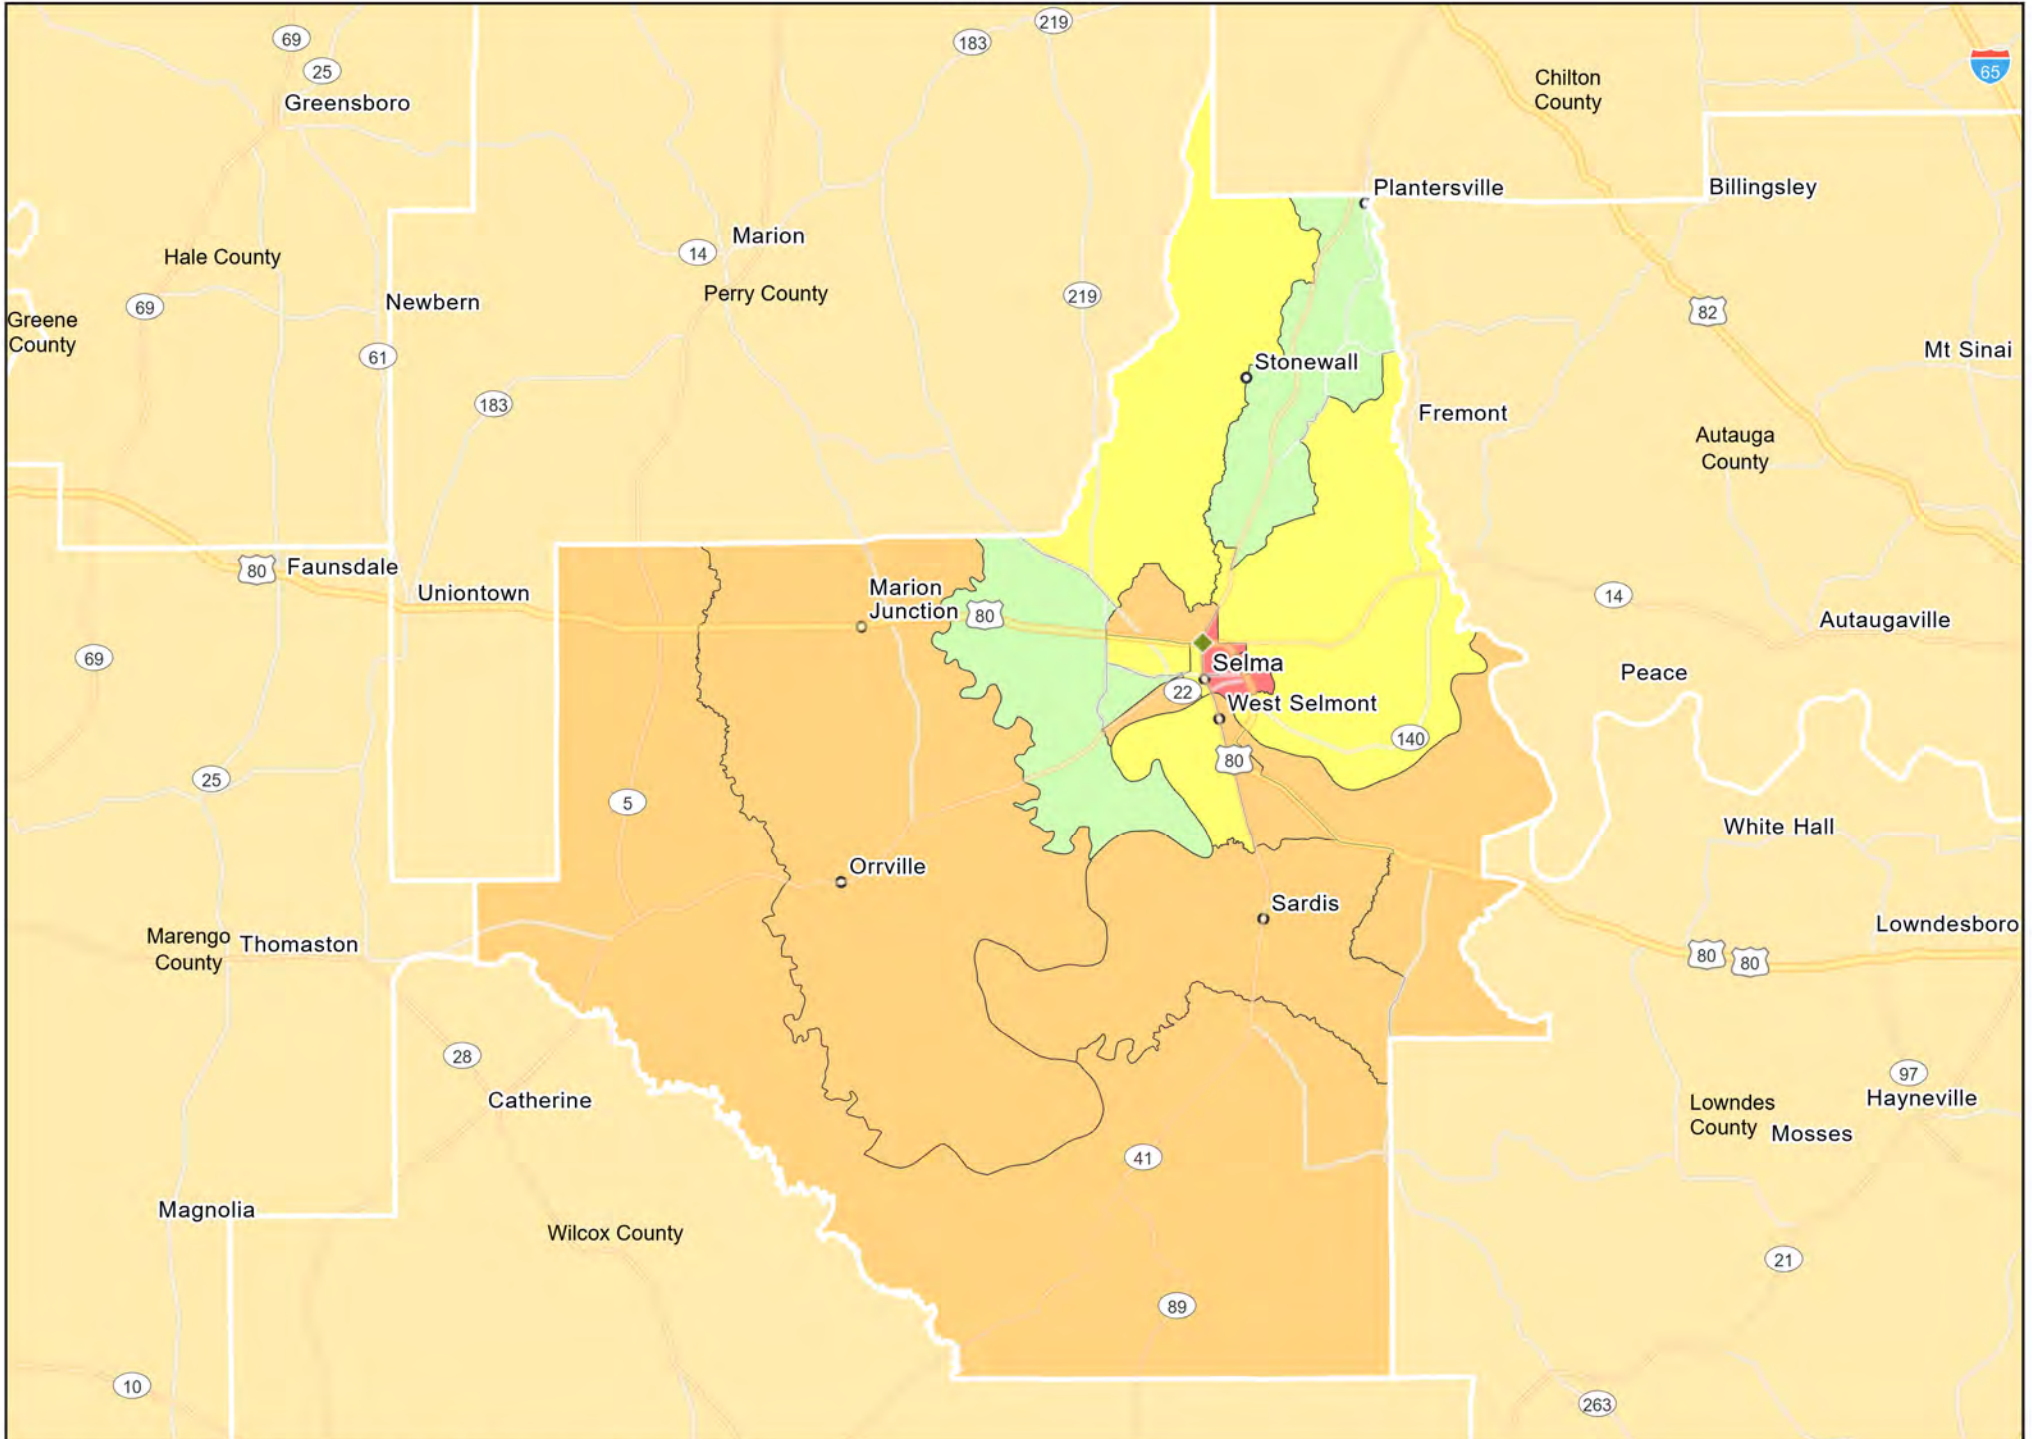 219
69
183
25
65
Chilton
County
Greensboro
Plantersville
Billingsley
Marion
14
Hale County
Perry County
219
Newbern
69
82
Greene
County
61
Mt Sinai
Stonewall
183
Fremont
Autauga
County
80
Faunsdale
Uniontown
Marion
Junction
80
14
Autaugaville
69
Selma
Peace
22
West Selmont
140
80
25
5
White Hall
Orrville
Sardis
Lowndesboro
Marengo
County
Thomaston
80
80
28
97
Catherine
Hayneville
Lowndes
County
Mosses
41
Magnolia
Wilcox County
21
89
10
263